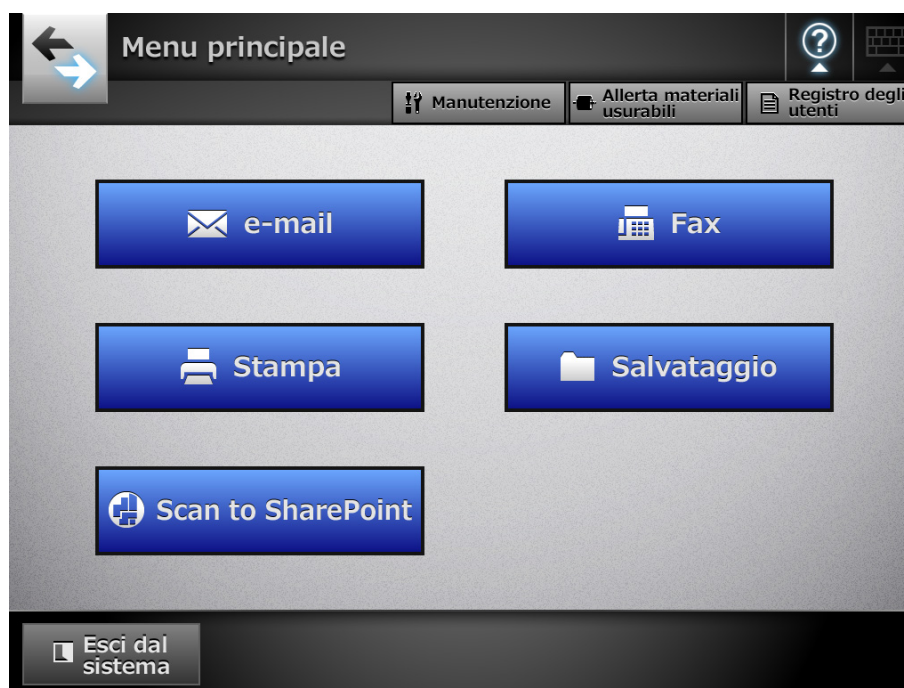 Menu principale
Manutenzione
Allerta materiali
usurabili
Registro degli
utenti
e-mail
Fax
Stampa
Salvataggio
Scan to SharePoint
Esci dal
sistema